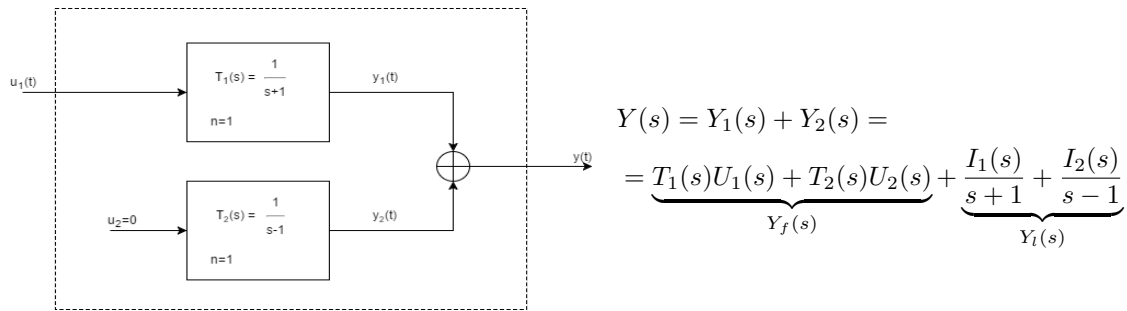 u₁(t)
T₁(s) = 1/(s+1)
n=1
y₁(t)
y(t)
u₂=0
T₂(s) = 1/(s-1)
n=1
y₂(t)
Y(s) = Y₁(s) + Y₂(s) =
= T₁(s)U₁(s) + T₂(s)U₂(s) + I₁(s)/(s + 1) + I₂(s)/(s − 1)
Y_f(s) Y_l(s)